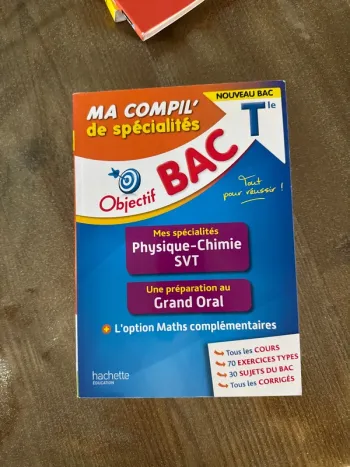 NOUVEAU BAC
MA COMPIL'
de spécialités
Tle
Objectif
BAC
Tout
pour réussir !
Mes spécialités
Physique-Chimie
SVT
Une préparation au
Grand Oral
+ L'option Maths complémentaires
Tous les COURS
70 EXERCICES TYPES
30 SUJETS DU BAC
Tous les CORRIGÉS
hachette
ÉDUCATION